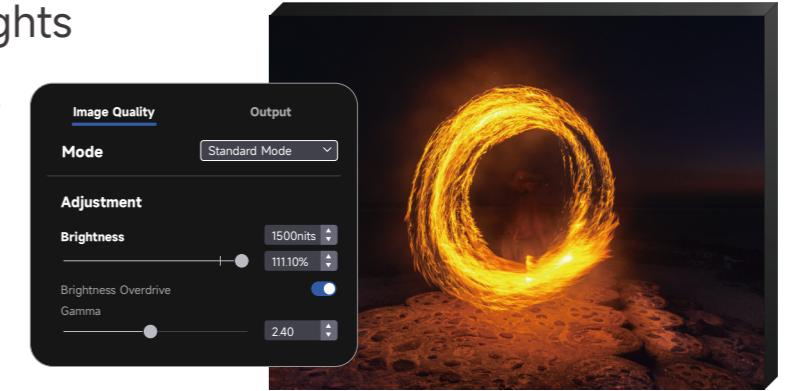 ghts
Image Quality
Output
Mode
Standard Mode
Adjustment
Brightness
1500nits
111.10%
Brightness Overdrive
Gamma
2.40